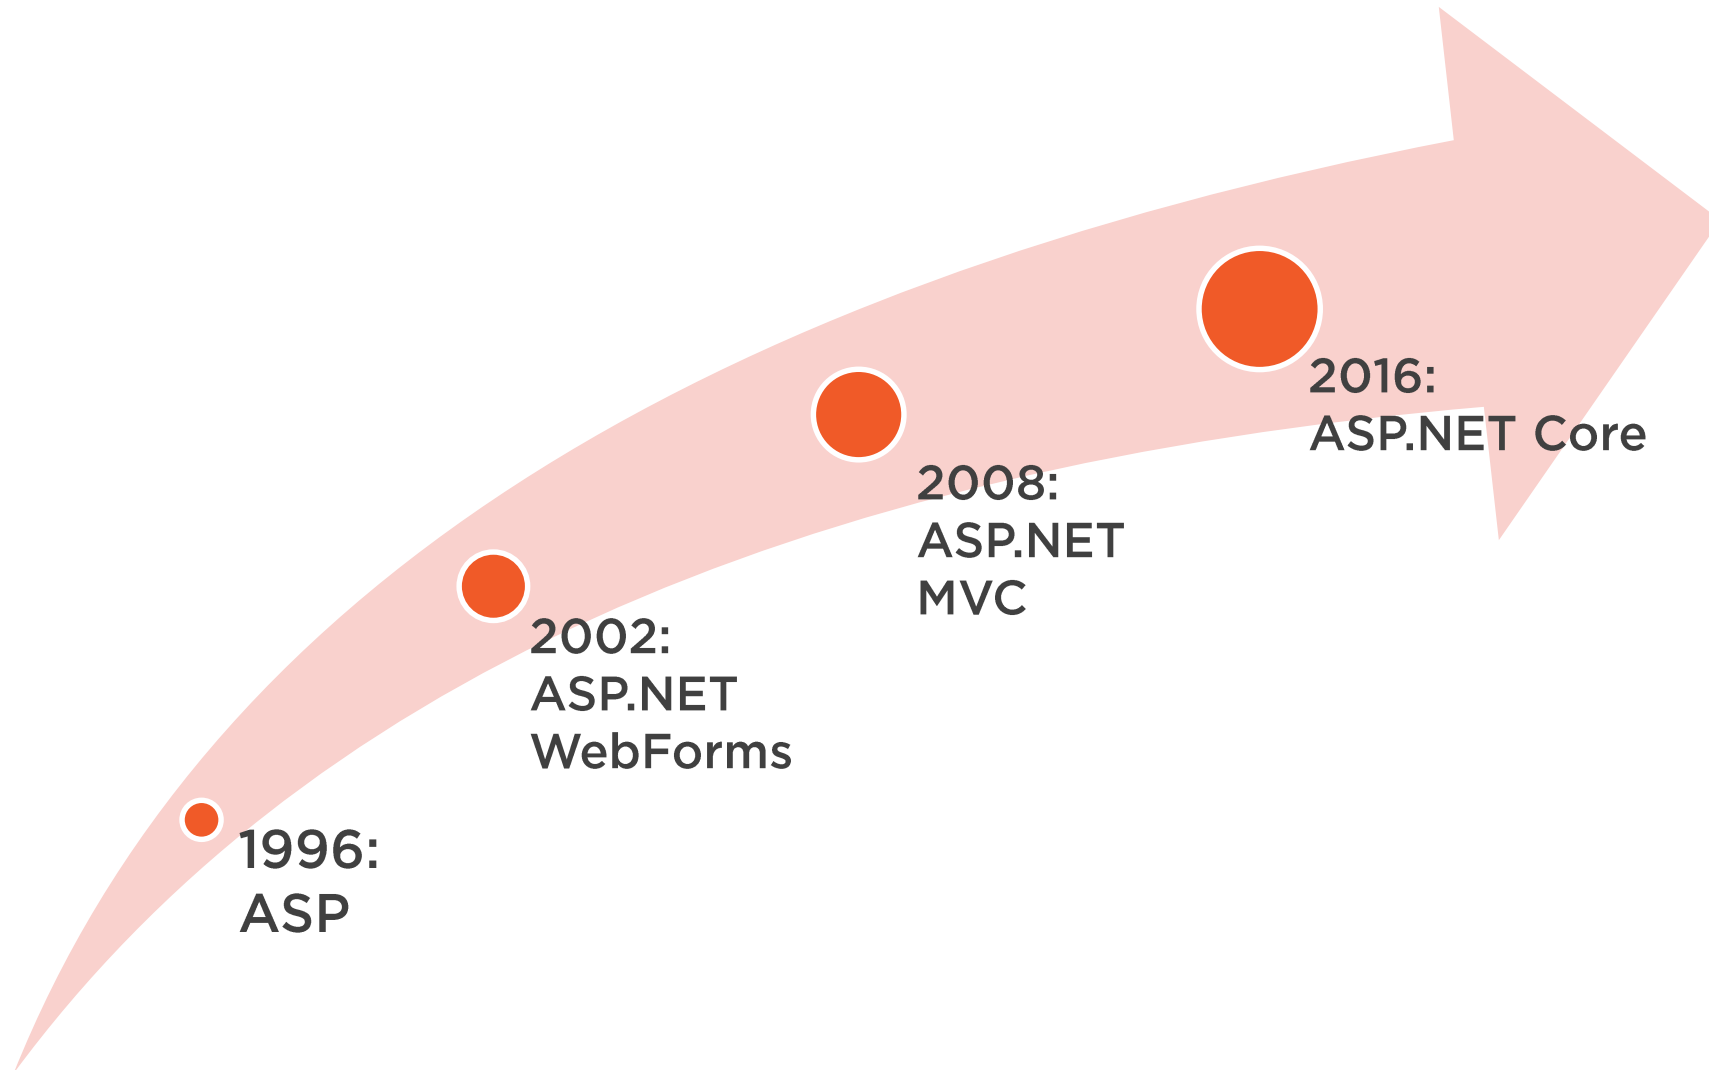 1996:
ASP
2002:
ASP.NET
WebForms
2008:
ASP.NET
MVC
2016:
ASP.NET Core